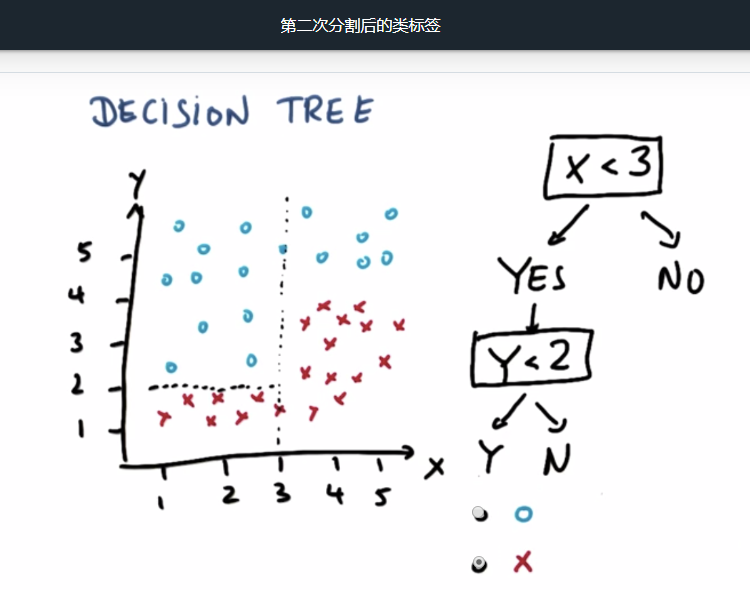 第二次分割后的类标签
DECISION TREE
X < 3
YES NO
Y < 2
Y N
Y
5
4
3
2
1
X
1 2 3 4 5